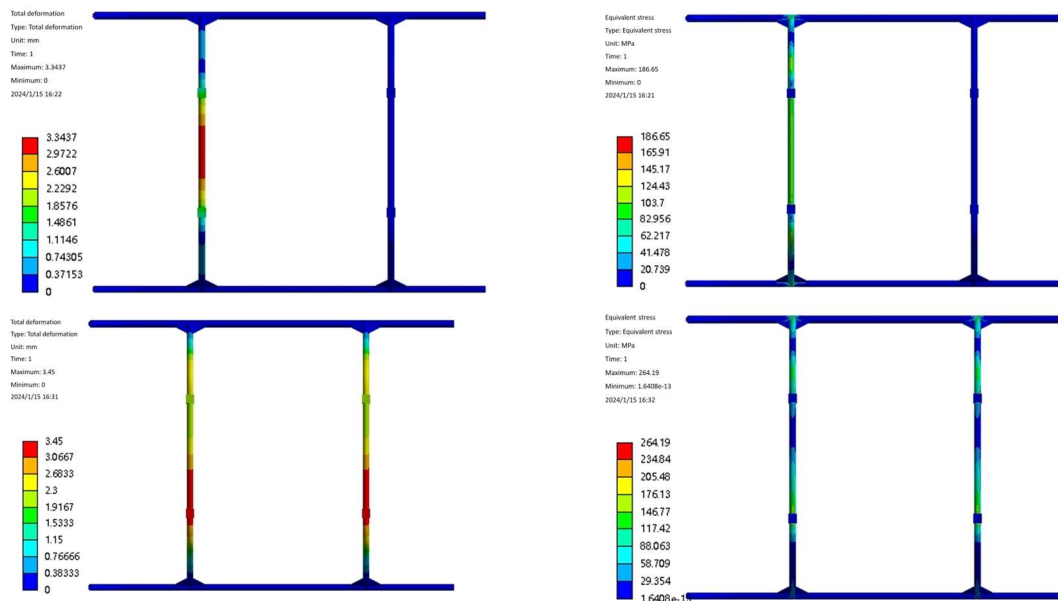 Total deformation
Type: Total deformation
Unit: mm
Time: 1
Maximum: 3.3437
Minimum: 0
2024/1/15 16:22
3.3437
2.9722
2.6007
2.2292
1.8576
1.4861
1.1146
0.74305
0.37153
0
Equivalent stress
Type: Equivalent stress
Unit: MPa
Time: 1
Maximum: 186.65
Minimum: 0
2024/1/15 16:21
186.65
165.91
145.17
124.43
103.7
82.956
62.217
41.478
20.739
0
Total deformation
Type: Total deformation
Unit: mm
Time: 1
Maximum: 3.45
Minimum: 0
2024/1/15 16:31
3.45
3.0667
2.6833
2.3
1.9167
1.5333
1.15
0.76666
0.38333
0
Equivalent stress
Type: Equivalent stress
Unit: MPa
Time: 1
Maximum: 264.19
Minimum: 1.6408e-13
2024/1/15 16:32
264.19
234.84
205.48
176.13
146.77
117.42
88.063
58.709
29.354